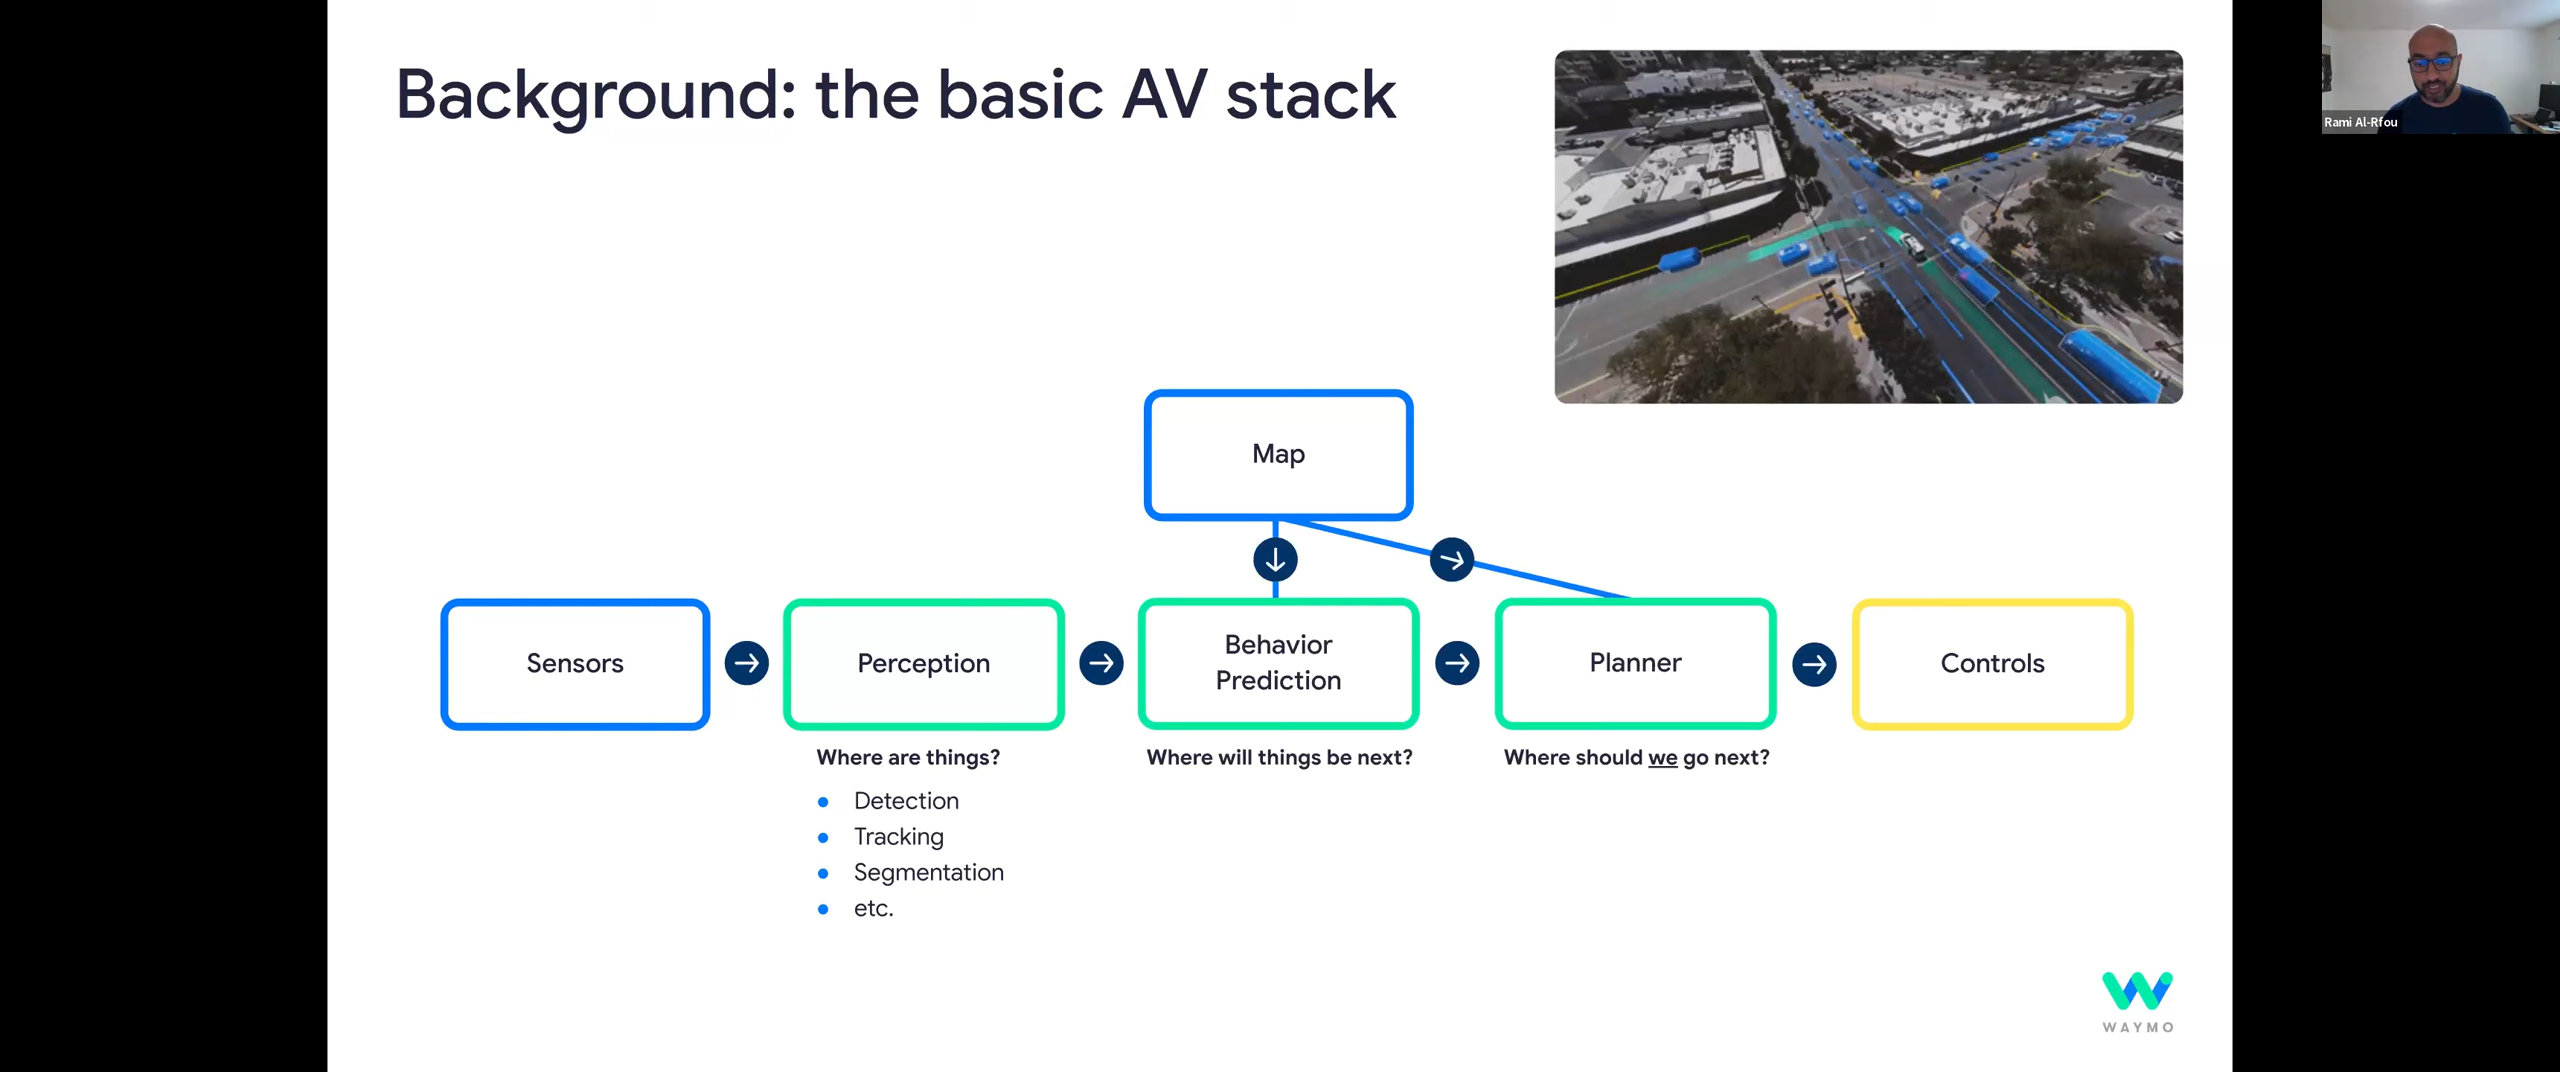 Background: the basic AV stack
Rami Al-Rfou
Map
Sensors
Perception
Behavior
Prediction
Planner
Controls
Where are things?
Where will things be next?
Where should we go next?
Detection
Tracking
Segmentation
etc.
WAYMO